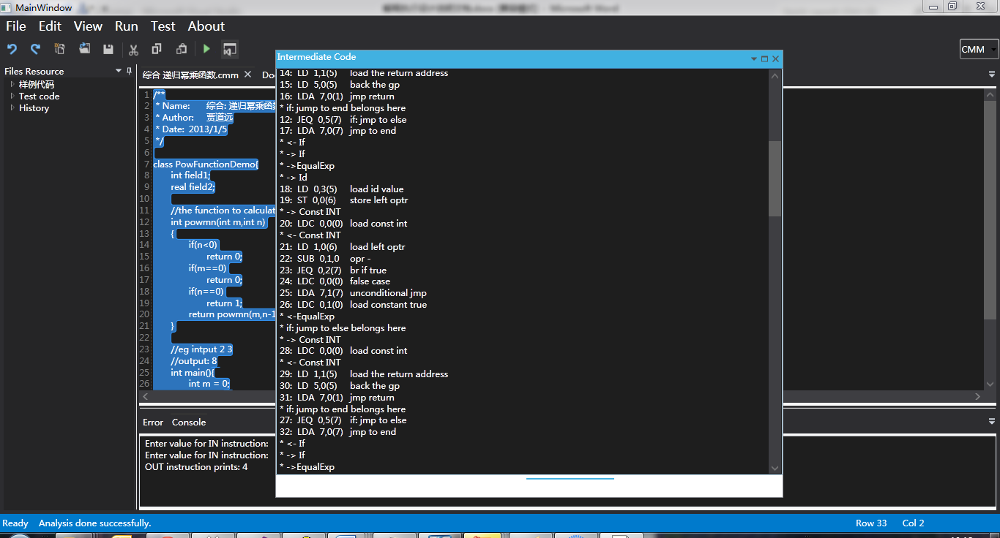 MainWindow
File Edit View Run Test About
CMM
Files Resource
样例代码
Test code
History
综合 递归幂乘函数.cmm
1 /**
2 * Name: 综合: 递归幂乘函数
3 * Author: 贾道远
4 * Date: 2013/1/5
5 */
6
7 class PowFunctionDemo{
8 int field1;
9 real field2;
10
11 //the function to calculat
12 int powmn(int m,int n)
13 {
14 if(n<0)
15 return 0;
16 if(m==0)
17 return 0;
18 if(n==0)
19 return 1;
20 return powmn(m,n-1
21 }
22
23 //eg intput 2 3
24 //output: 8
25 int main(){
26 int m = 0;
Intermediate Code
14: LD 1,1(5) load the return address
15: LD 5,0(5) back the gp
16: LDA 7,0(1) jmp return
* if: jump to end belongs here
12: JEQ 0,5(7) if: jmp to else
17: LDA 7,0(7) jmp to end
* <- If
* -> If
* ->EqualExp
* -> Id
18: LD 0,3(5) load id value
19: ST 0,0(6) store left optr
* -> Const INT
20: LDC 0,0(0) load const int
* <- Const INT
21: LD 1,0(6) load left optr
22: SUB 0,1,0 opr -
23: JEQ 0,2(7) br if true
24: LDC 0,0(0) false case
25: LDA 7,1(7) unconditional jmp
26: LDC 0,1(0) load constant true
* <-EqualExp
* if: jump to else belongs here
* -> Const INT
28: LDC 0,0(0) load const int
* <- Const INT
29: LD 1,1(5) load the return address
30: LD 5,0(5) back the gp
31: LDA 7,0(1) jmp return
* if: jump to end belongs here
27: JEQ 0,5(7) if: jmp to else
32: LDA 7,0(7) jmp to end
* <- If
* -> If
* ->EqualExp
Error Console
Enter value for IN instruction:
Enter value for IN instruction:
OUT instruction prints: 4
Ready Analysis done successfully. Row 33 Col 2